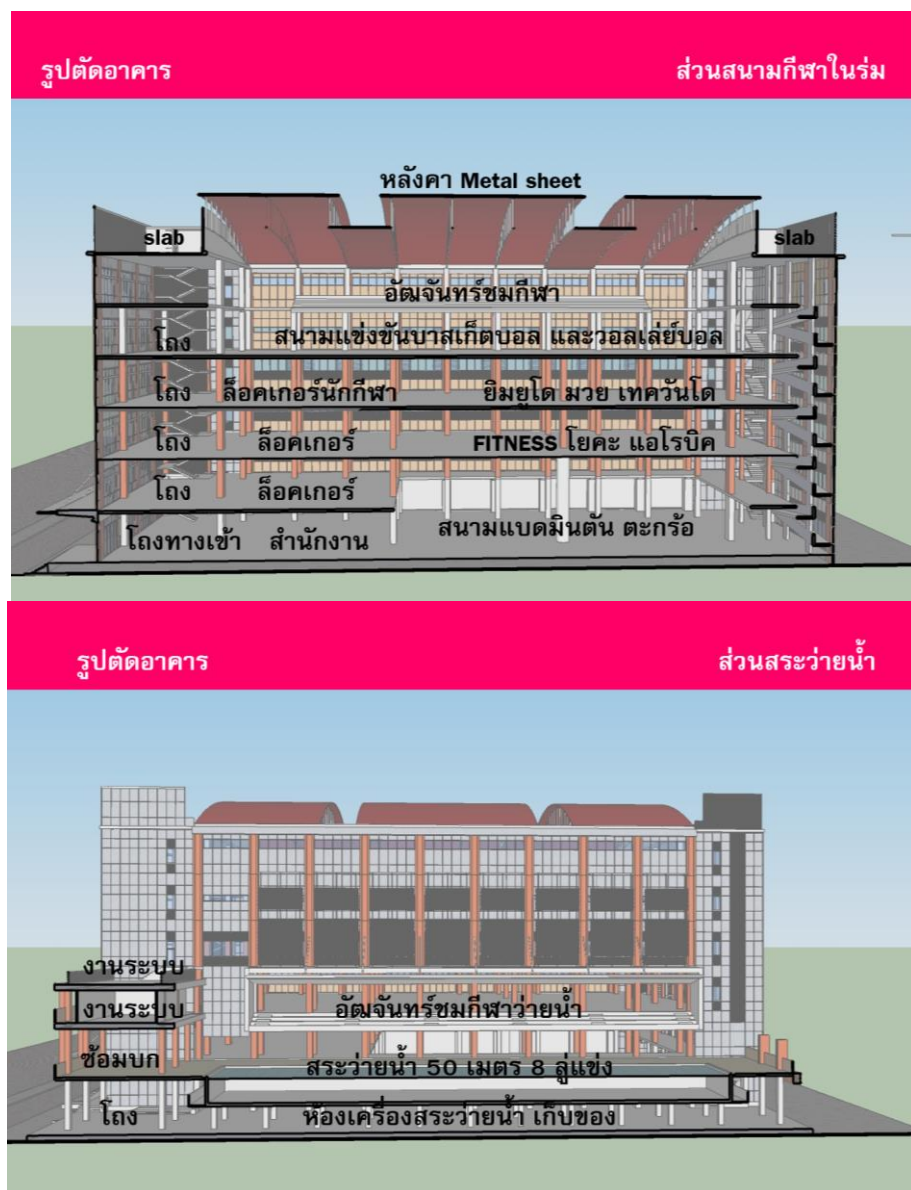 รูปตัดอาคาร ส่วนสนามกีฬาในร่ม
หลังคา Metal sheet
slab slab
อัฒจันทร์ชมกีฬา
โถง สนามแข่งขันบาสเก็ตบอล และวอลเล่ย์บอล
โถง ล็อคเกอร์นักกีฬา ยิมยูโด มวย เทควันโด
โถง ล็อคเกอร์ FITNESS โยคะ แอโรบิค
โถง ล็อคเกอร์
โถงทางเข้า สำนักงาน สนามแบดมินตัน ตะกร้อ
รูปตัดอาคาร ส่วนสระว่ายน้ำ
งานระบบ
งานระบบ อัฒจันทร์ชมกีฬาว่ายน้ำ
ซ้อมบก สระว่ายน้ำ 50 เมตร 8 ลู่แข่ง
โถง ห้องเครื่องสระว่ายน้ำ เก็บของ